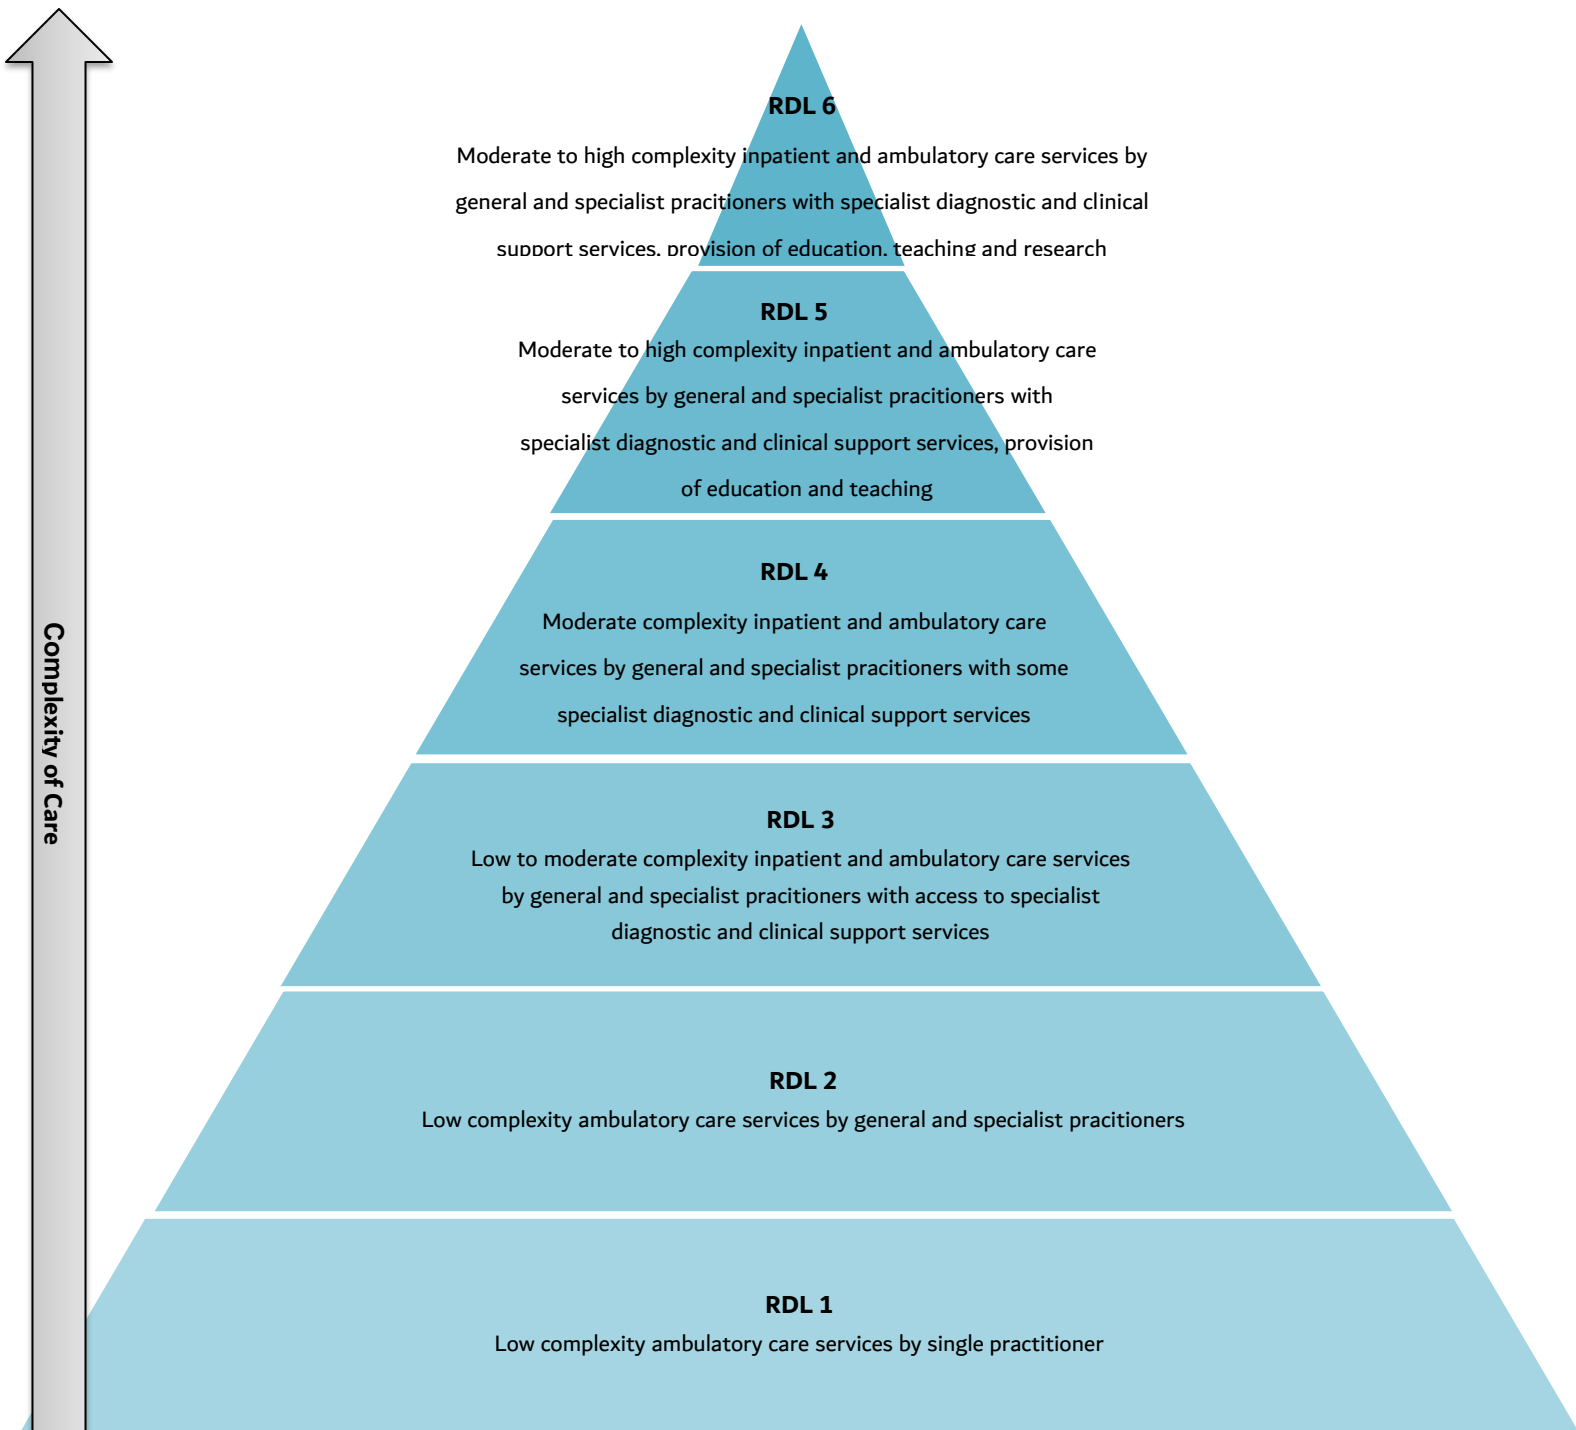 RDL 6
Moderate to high complexity inpatient and ambulatory care services by
general and specialist pracitioners with specialist diagnostic and clinical
support services, provision of education, teaching and research
RDL 5
Moderate to high complexity inpatient and ambulatory care
services by general and specialist pracitioners with
specialist diagnostic and clinical support services, provision
of education and teaching
RDL 4
Moderate complexity inpatient and ambulatory care
services by general and specialist pracitioners with some
specialist diagnostic and clinical support services
Complexity of Care
RDL 3
Low to moderate complexity inpatient and ambulatory care services
by general and specialist pracitioners with access to specialist
diagnostic and clinical support services
RDL 2
Low complexity ambulatory care services by general and specialist pracitioners
RDL 1
Low complexity ambulatory care services by single practitioner